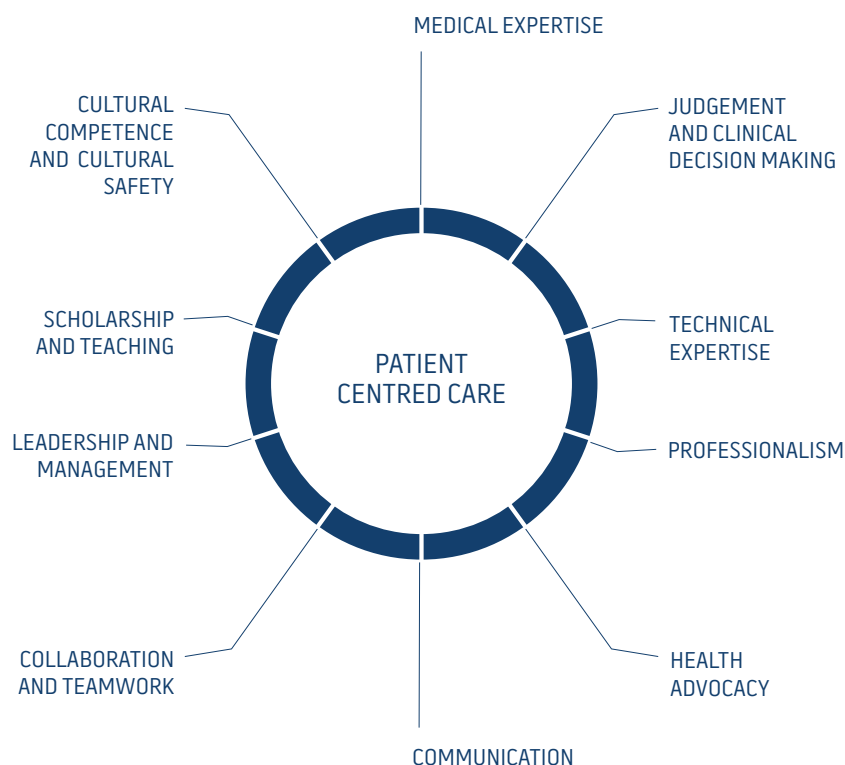 MEDICAL EXPERTISE
JUDGEMENT
AND CLINICAL
DECISION MAKING
TECHNICAL
EXPERTISE
PROFESSIONALISM
HEALTH
ADVOCACY
COMMUNICATION
COLLABORATION
AND TEAMWORK
LEADERSHIP AND
MANAGEMENT
SCHOLARSHIP
AND TEACHING
CULTURAL
COMPETENCE
AND CULTURAL
SAFETY
PATIENT
CENTRED CARE